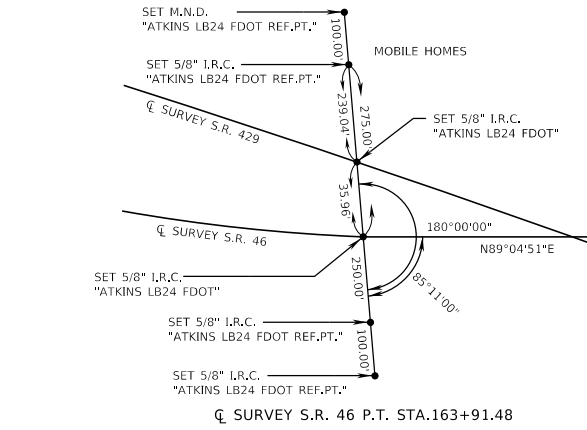 SET M.N.D.
"ATKINS LB24 FDOT REF.PT."
100.00'
MOBILE HOMES
SET 5/8" I.R.C.
"ATKINS LB24 FDOT REF.PT."
239.04'
275.00'
SET 5/8" I.R.C.
"ATKINS LB24 FDOT"
℄ SURVEY S.R. 429
35.96'
180°00'00"
℄ SURVEY S.R. 46
N89°04'51"E
SET 5/8" I.R.C.
"ATKINS LB24 FDOT"
250.00'
85°11'00"
SET 5/8" I.R.C.
"ATKINS LB24 FDOT REF.PT."
100.00'
SET 5/8" I.R.C.
"ATKINS LB24 FDOT REF.PT."
℄ SURVEY S.R. 46 P.T. STA.163+91.48